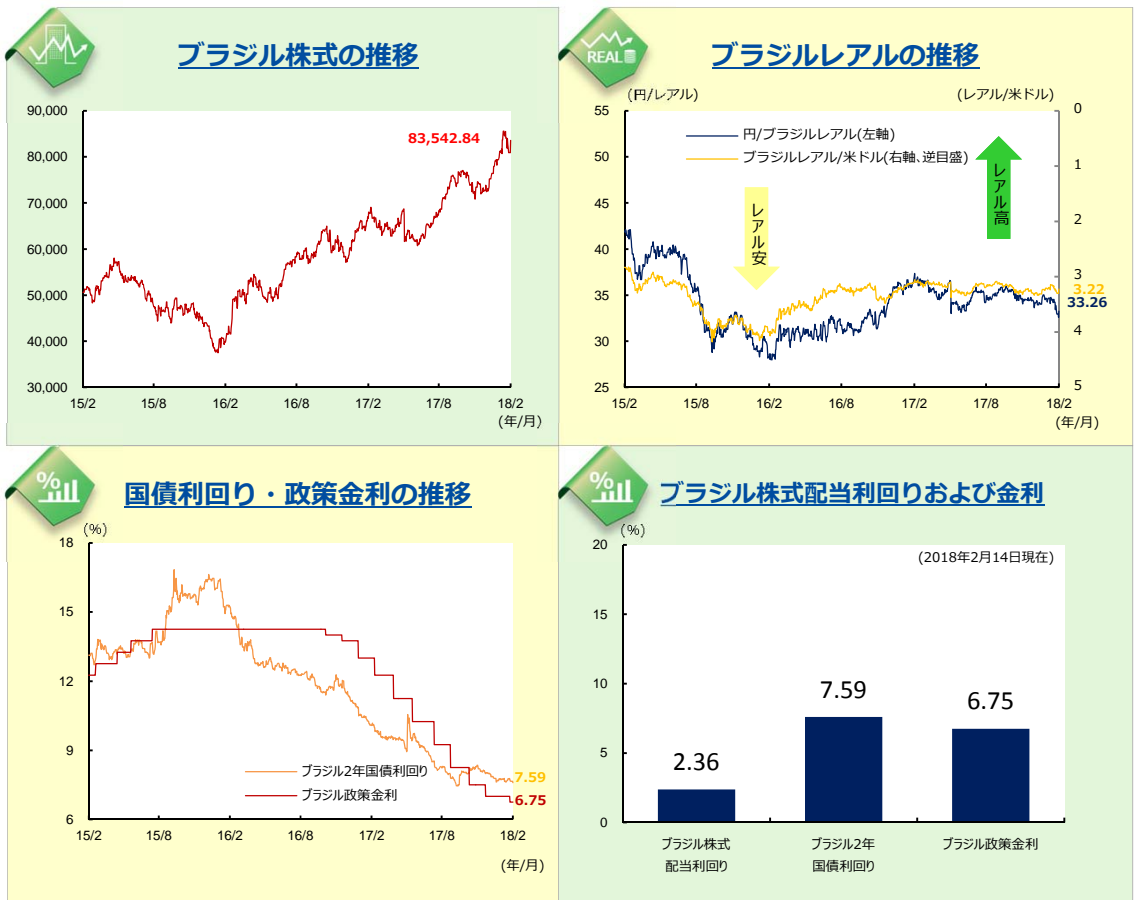 ブラジル株式の推移
90,000
80,000
70,000
60,000
50,000
40,000
30,000
83,542.84
15/2 15/8 16/2 16/8 17/2 17/8 18/2
(年/月)
REAL
ブラジルレアルの推移
(円/レアル) (レアル/米ドル)
55
50
45
40
35
30
25
0
1
2
3
4
5
円/ブラジルレアル(左軸)
ブラジルレアル/米ドル(右軸、逆目盛)
レアル安
レアル高
3.22
33.26
15/2 15/8 16/2 16/8 17/2 17/8 18/2
(年/月)
%
国債利回り・政策金利の推移
(%)
18
15
12
9
6
ブラジル2年国債利回り
ブラジル政策金利
7.59
6.75
15/2 15/8 16/2 16/8 17/2 17/8 18/2
(年/月)
%
ブラジル株式配当利回りおよび金利
(%)
20
15
10
5
0
(2018年2月14日現在)
2.36
7.59
6.75
ブラジル株式
配当利回り
ブラジル2年
国債利回り
ブラジル政策金利